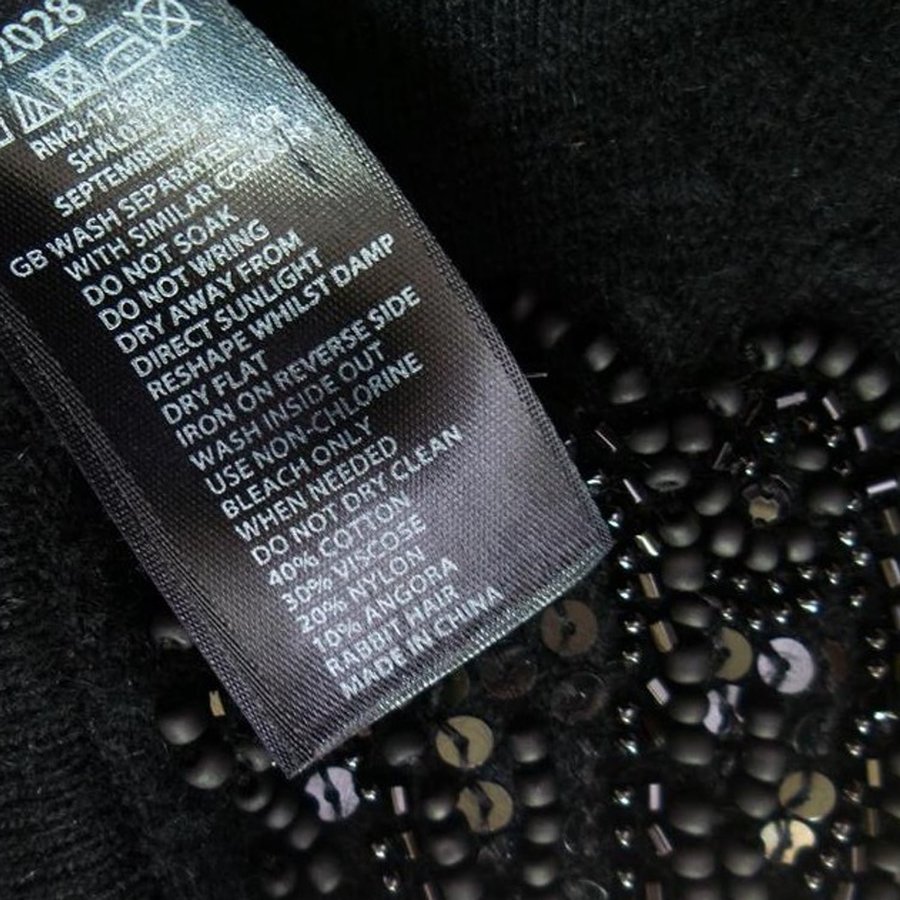 2028
SEPTEMBER
GB WASH SEPARATELY OR
WITH SIMILAR COLOURS
DO NOT SOAK
DO NOT WRING
DRY AWAY FROM
DIRECT SUNLIGHT
RESHAPE WHILST DAMP
DRY FLAT
IRON ON REVERSE SIDE
WASH INSIDE OUT
USE NON-CHLORINE
BLEACH ONLY
WHEN NEEDED
DO NOT DRY CLEAN
40% COTTON
30% VISCOSE
20% NYLON
10% ANGORA
RABBIT HAIR
MADE IN CHINA